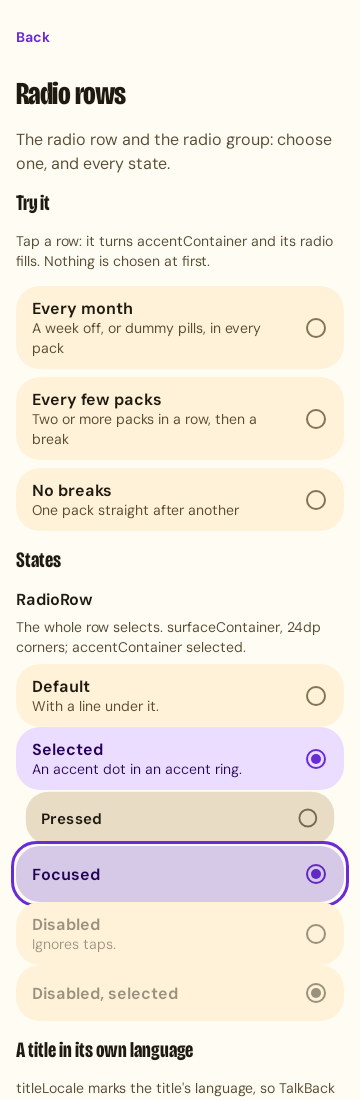 Back
Radio rows
The radio row and the radio group: choose
one, and every state.
Try it
Tap a row: it turns accentContainer and its radio
fills. Nothing is chosen at first.
Every month
A week off, or dummy pills, in every
pack
Every few packs
Two or more packs in a row, then a
break
No breaks
One pack straight after another
States
RadioRow
The whole row selects. surfaceContainer, 24dp
corners; accentContainer selected.
Default
With a line under it.
Selected
An accent dot in an accent ring.
Pressed
Focused
Disabled
Ignores taps.
Disabled, selected
A title in its own language
titleLocale marks the title's language, so TalkBack